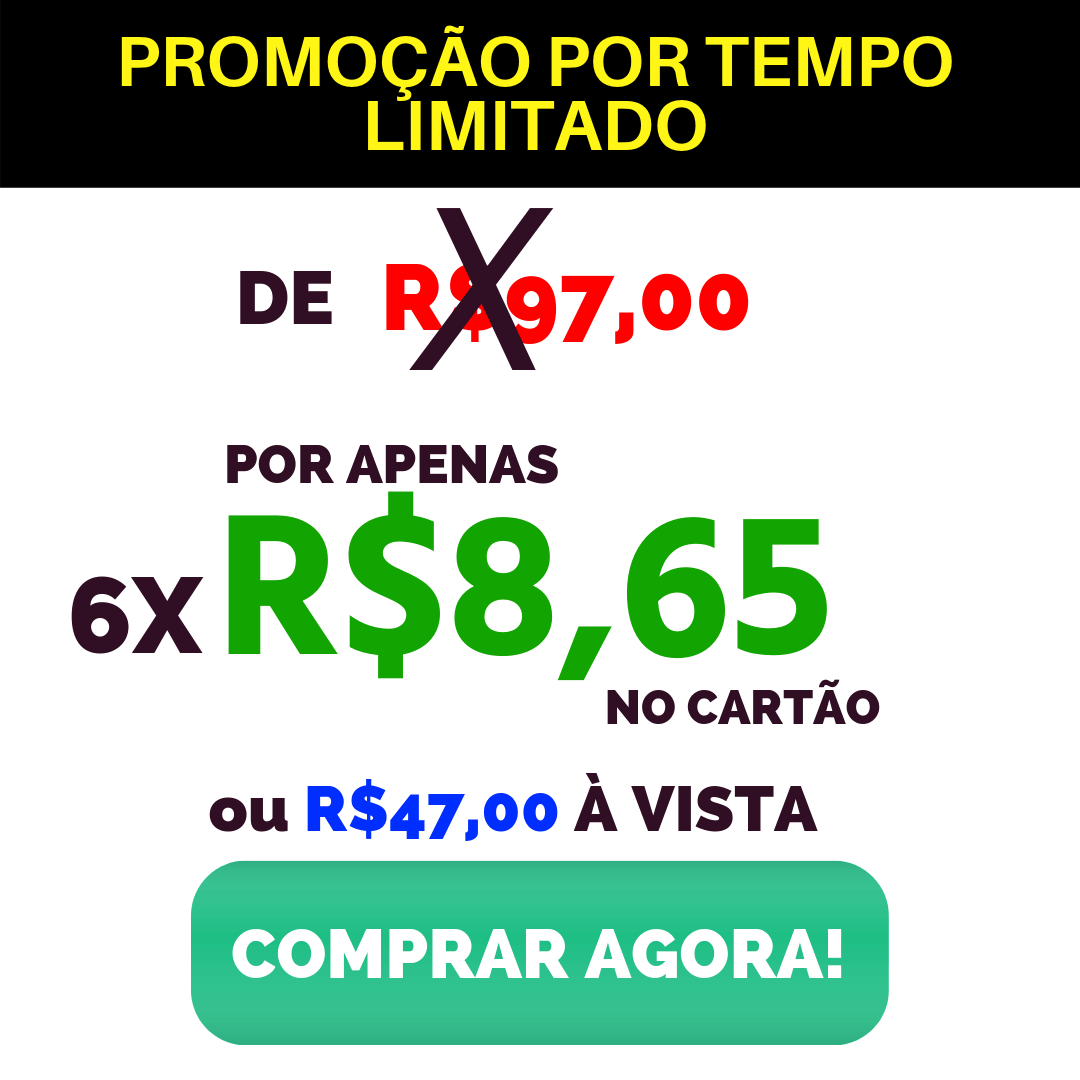 PROMOÇÃO POR TEMPO
LIMITADO
DE R$97,00
X
POR APENAS
6X R$8,65
NO CARTÃO
ou R$47,00 À VISTA
COMPRAR AGORA!